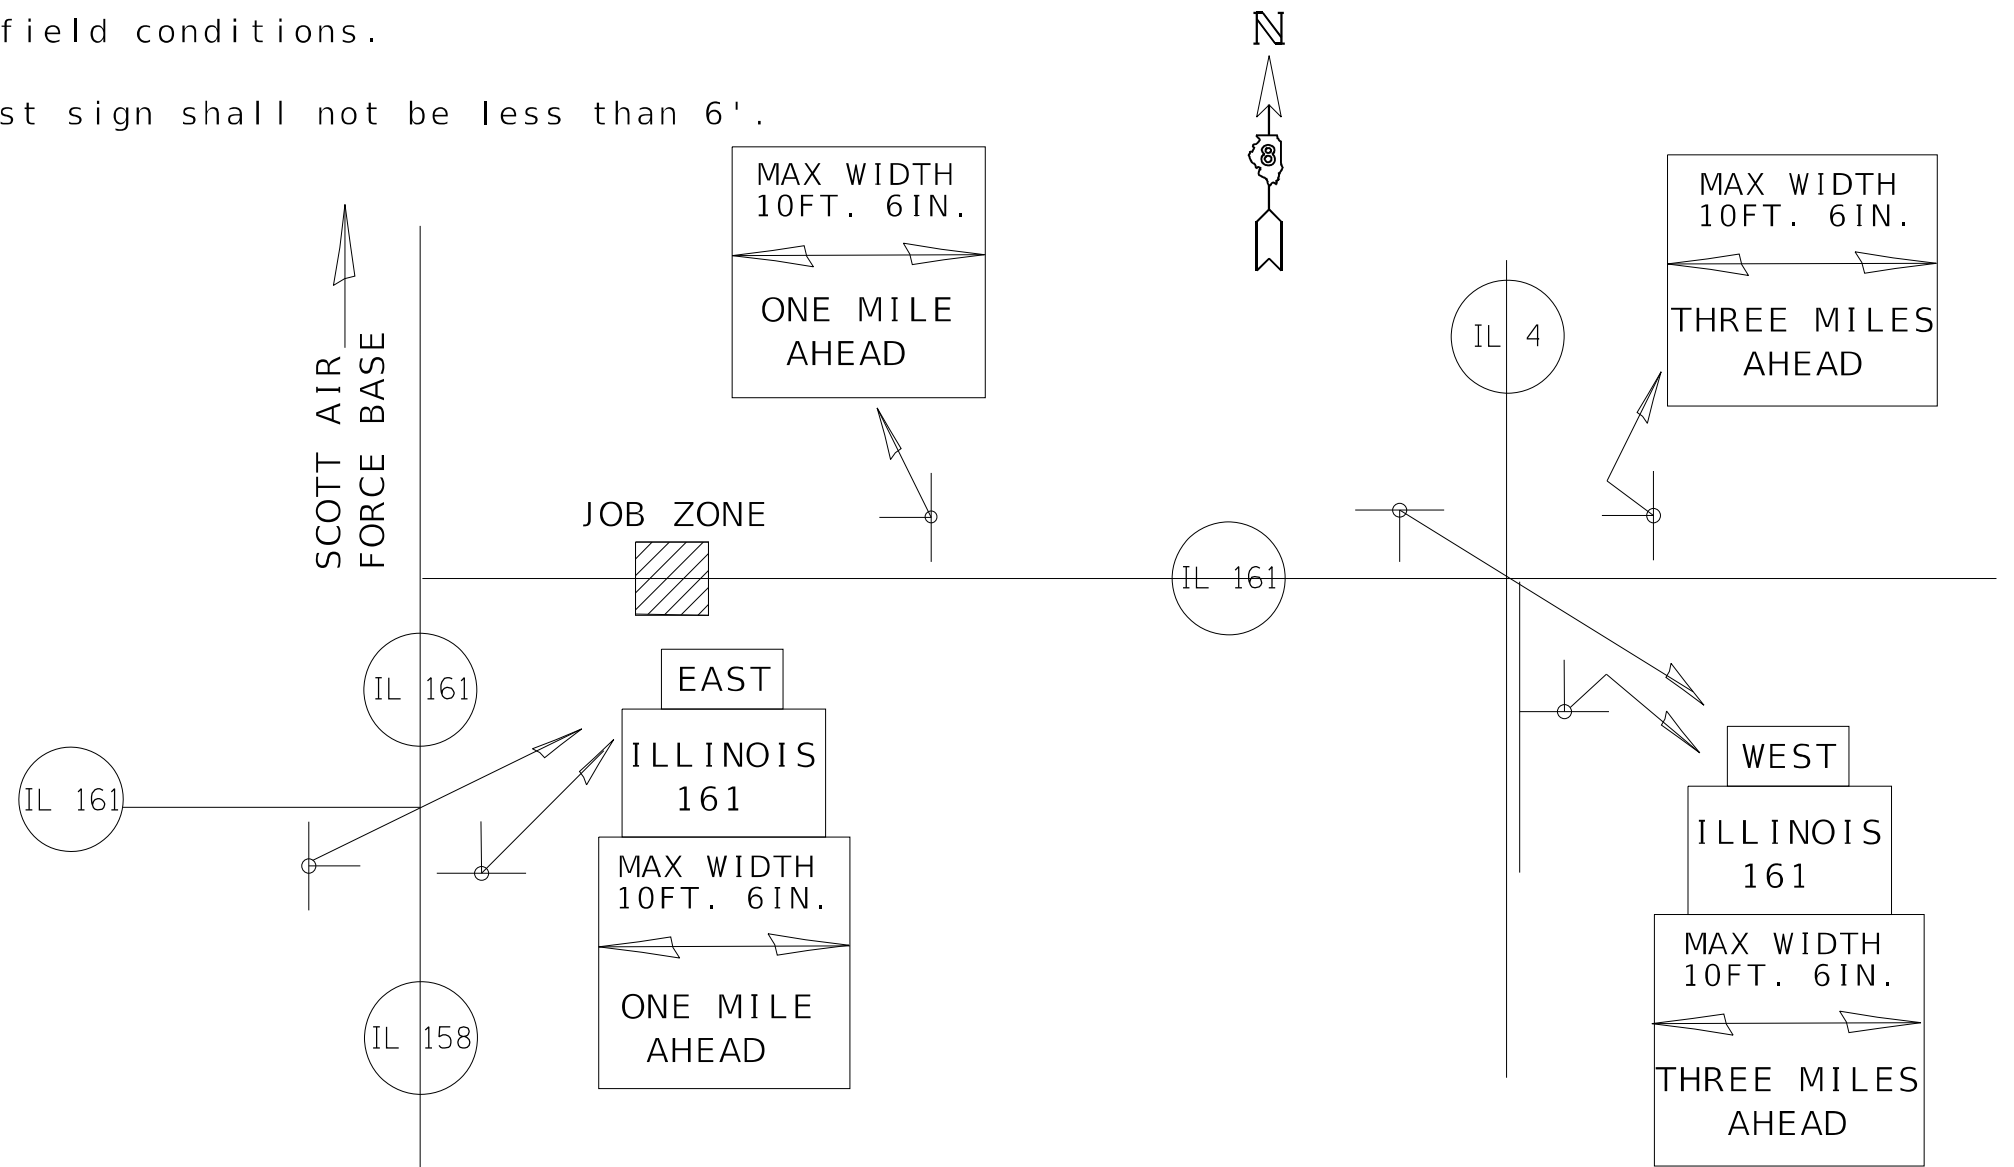 field conditions.
st sign shall not be less than 6'.
N
8
MAX WIDTH
10FT. 6IN.
ONE MILE
AHEAD
MAX WIDTH
10FT. 6IN.
THREE MILES
AHEAD
SCOTT AIR
FORCE BASE
IL 4
JOB ZONE
IL 161
IL 161
IL 161
EAST
ILLINOIS
161
MAX WIDTH
10FT. 6IN.
ONE MILE
AHEAD
WEST
ILLINOIS
161
MAX WIDTH
10FT. 6IN.
THREE MILES
AHEAD
IL 158